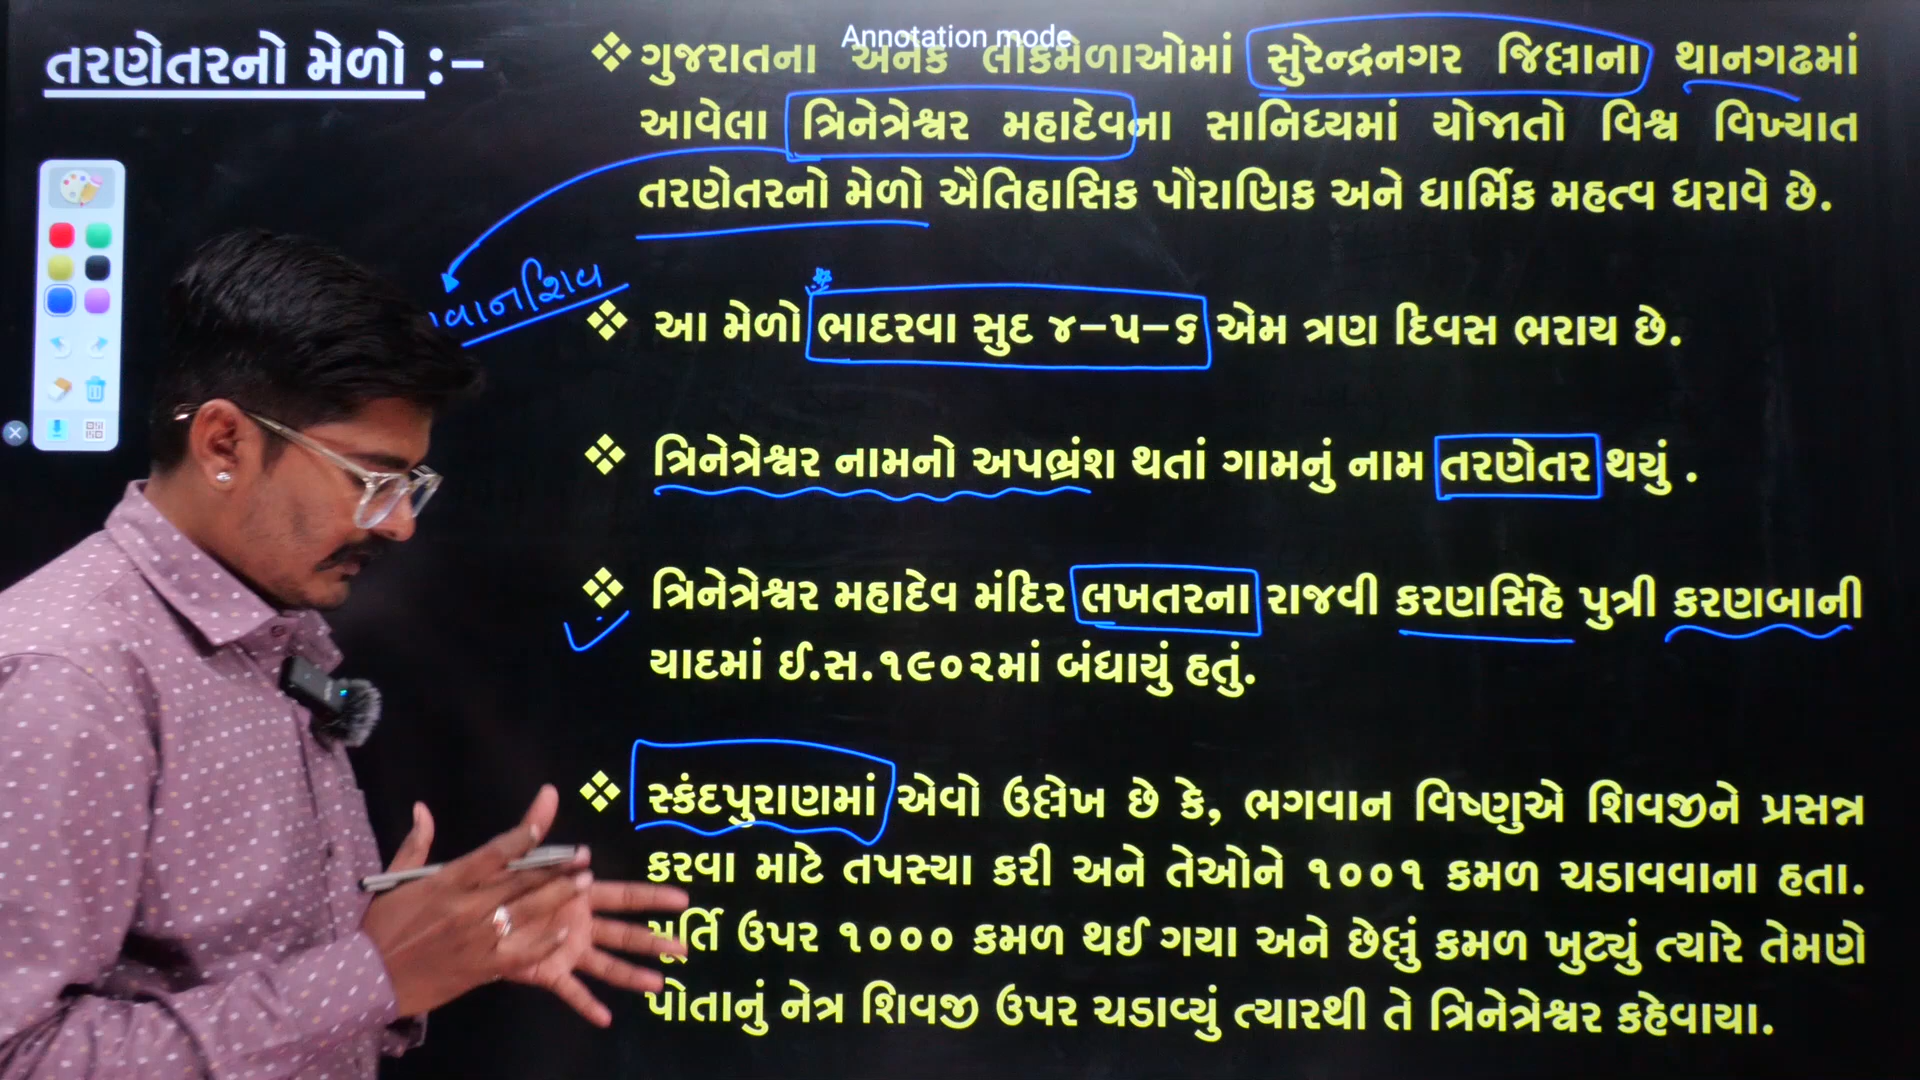 Annotation mode
તરણેતરનો મેળો :–
❖ ગુજરાતના અનેક લોકમેળાઓમાં સુરેન્દ્રનગર જિલ્લાના થાનગઢમાં
આવેલા ત્રિનેત્રેશ્વર મહાદેવના સાનિધ્યમાં યોજાતો વિશ્વ વિખ્યાત
તરણેતરનો મેળો ઐતિહાસિક પૌરાણિક અને ધાર્મિક મહત્વ ધરાવે છે.
વાનશિવ
❖ આ મેળો ભાદરવા સુદ ૪–૫–૬ એમ ત્રણ દિવસ ભરાય છે.
❖ ત્રિનેત્રેશ્વર નામનો અપભ્રંશ થતાં ગામનું નામ તરણેતર થયું .
❖ ત્રિનેત્રેશ્વર મહાદેવ મંદિર લખતરના રાજવી કરણસિંહે પુત્રી કરણબાની
યાદમાં ઈ.સ.૧૯૦૨માં બંધાયું હતું.
❖ સ્કંદપુરાણમાં એવો ઉલ્લેખ છે કે, ભગવાન વિષ્ણુએ શિવજીને પ્રસન્ન
કરવા માટે તપસ્યા કરી અને તેઓને ૧૦૦૧ કમળ ચડાવવાના હતા.
મૂર્તિ ઉપર ૧૦૦૦ કમળ થઈ ગયા અને છેલ્લું કમળ ખુટ્યું ત્યારે તેમણે
પોતાનું નેત્ર શિવજી ઉપર ચડાવ્યું ત્યારથી તે ત્રિનેત્રેશ્વર કહેવાયા.